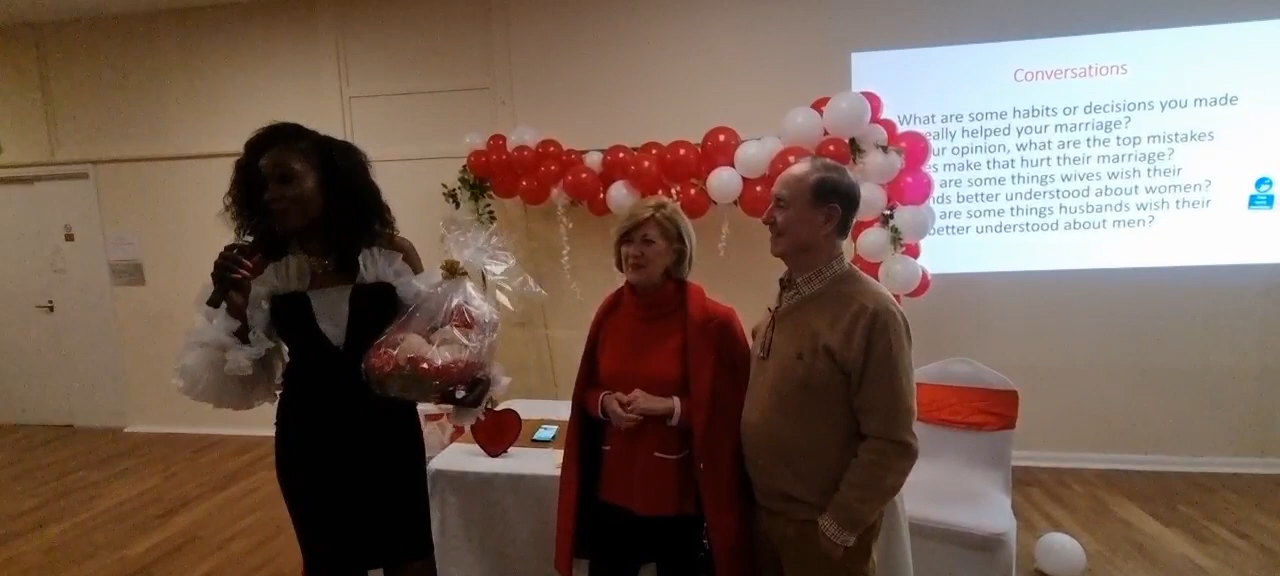 Conversations
What are some habits or decisions you made
eally helped your marriage?
ur opinion, what are the top mistakes
es make that hurt their marriage?
are some things wives wish their
nds better understood about women?
are some things husbands wish their
better understood about men?